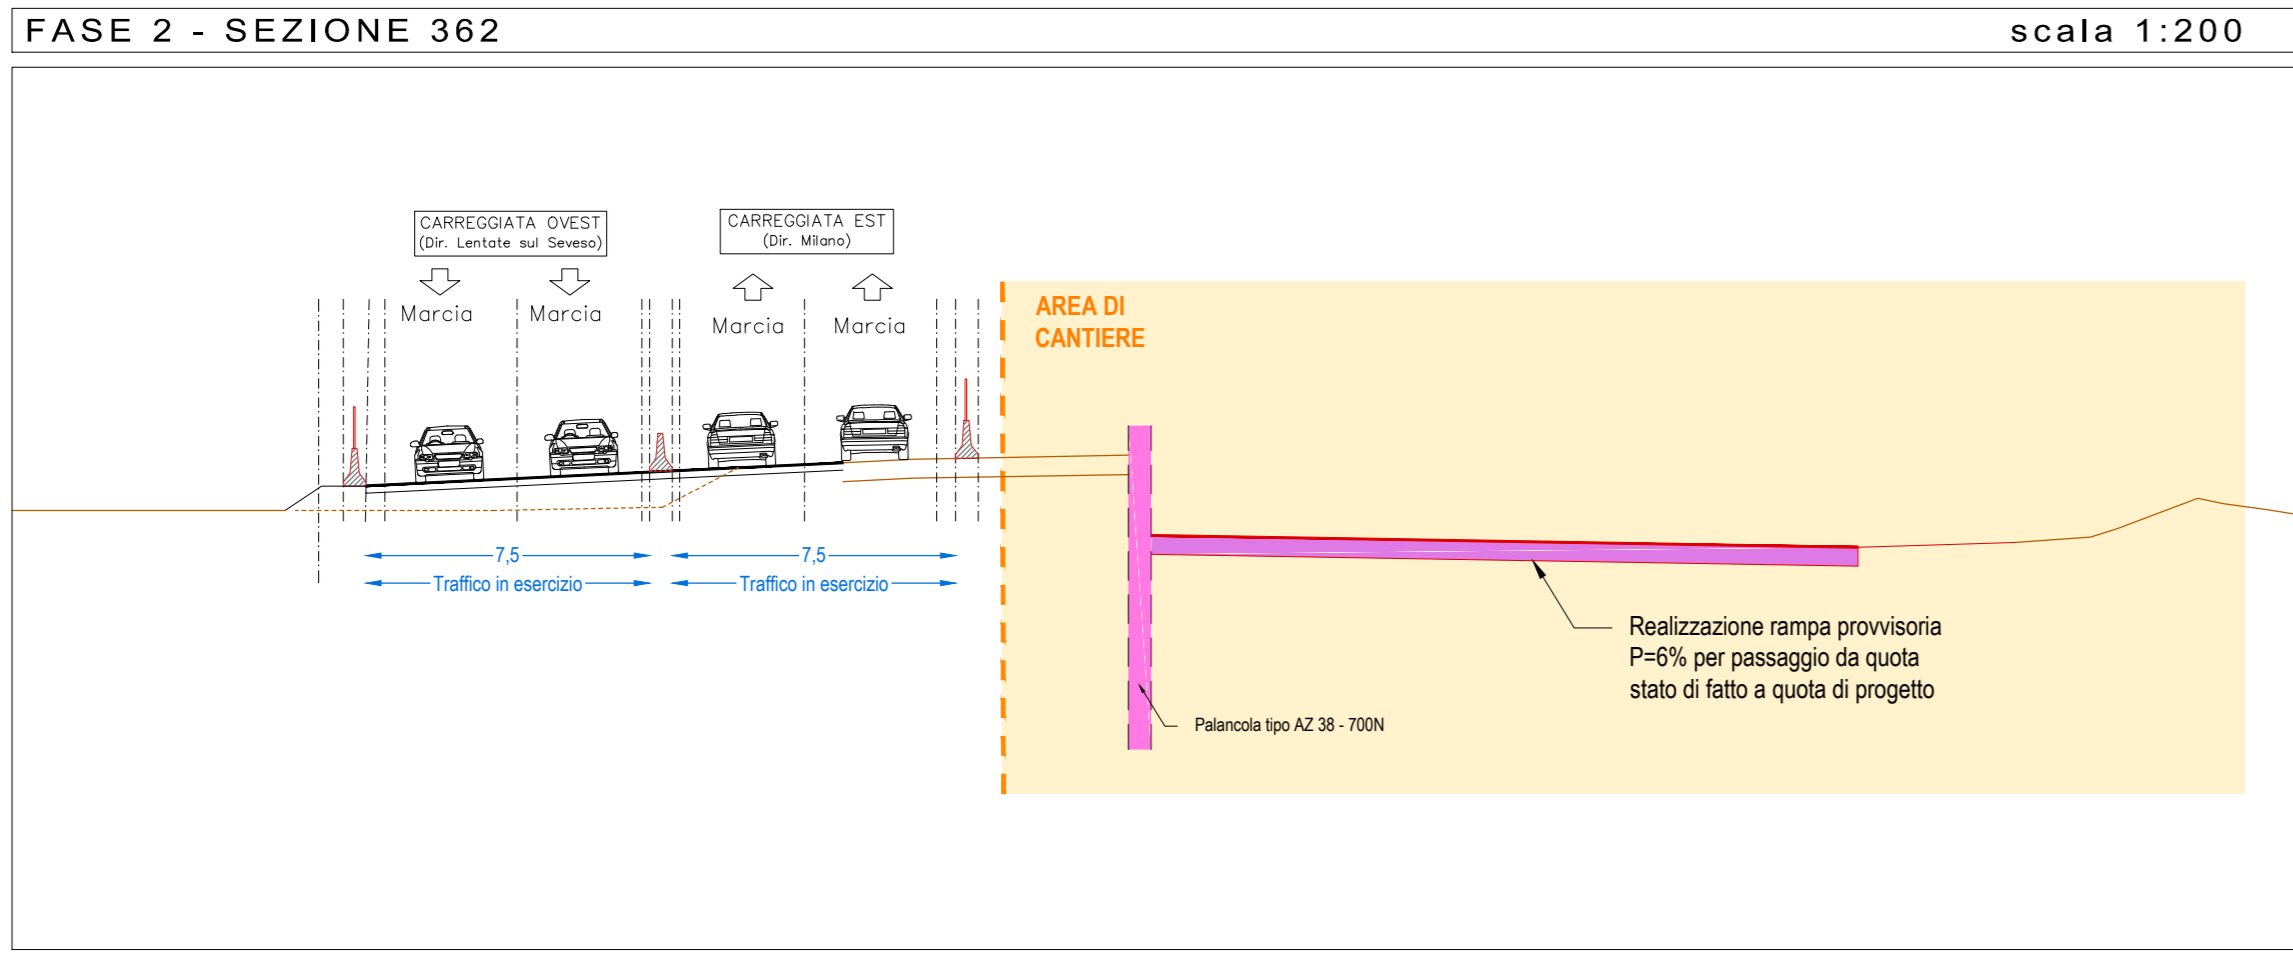 FASE 2 - SEZIONE 362
scala 1:200
CARREGGIATA OVEST
(Dir. Lentate sul Seveso)
CARREGGIATA EST
(Dir. Milano)
Marcia
Marcia
Marcia
Marcia
AREA DI
CANTIERE
7,5
7,5
Traffico in esercizio
Traffico in esercizio
Realizzazione rampa provvisoria
P=6% per passaggio da quota
stato di fatto a quota di progetto
Palancola tipo AZ 38 - 700N